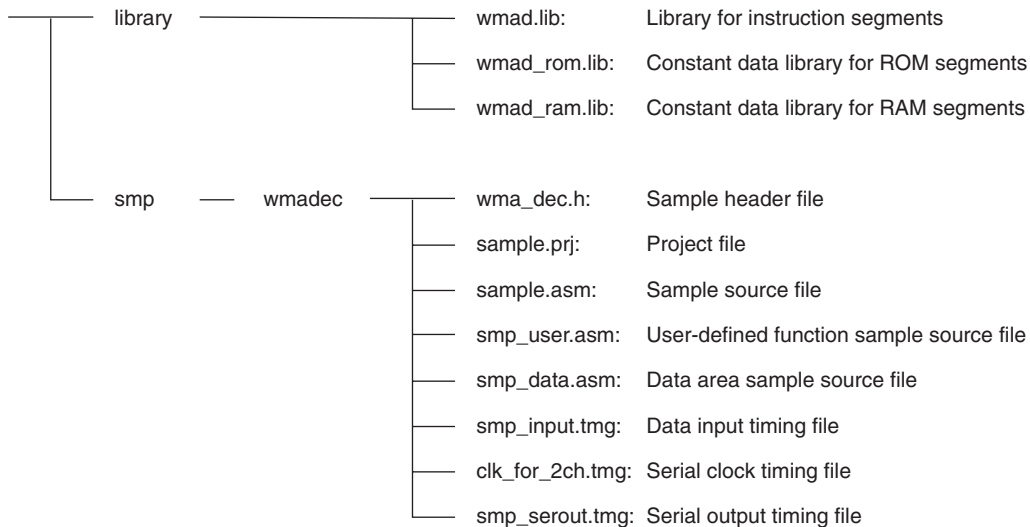 library wmad.lib: Library for instruction segments
wmad_rom.lib: Constant data library for ROM segments
wmad_ram.lib: Constant data library for RAM segments
smp wmadec wma_dec.h: Sample header file
sample.prj: Project file
sample.asm: Sample source file
smp_user.asm: User-defined function sample source file
smp_data.asm: Data area sample source file
smp_input.tmg: Data input timing file
clk_for_2ch.tmg: Serial clock timing file
smp_serout.tmg: Serial output timing file